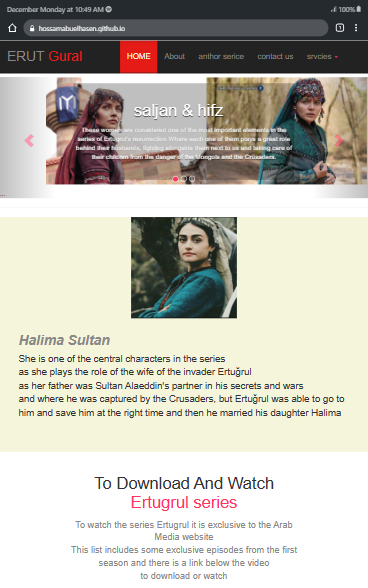 December Monday at 10:49 AM
100%
hossamabuelhasen.github.io
ERUT Gural
HOME About anthor serice contact us srvcies
saljan & hifz
These women are considered one of the most important elements in the
series of Ertugrul's resurrection Where each one of them plays a great role
behind their husbands, fighting alongside them next to us and taking care of
their children from the danger of the Mongols and the Crusaders.
Halima Sultan
She is one of the central characters in the series
as she plays the role of the wife of the invader Ertuğrul
as her father was Sultan Alaeddin's partner in his secrets and wars
and where he was captured by the Crusaders, but Ertuğrul was able to go to
him and save him at the right time and then he married his daughter Halima
To Download And Watch
Ertugrul series
To watch the series Ertugrul it is exclusive to the Arab
Media website
This list includes some exclusive episodes from the first
season and there is a link below the video
to download or watch